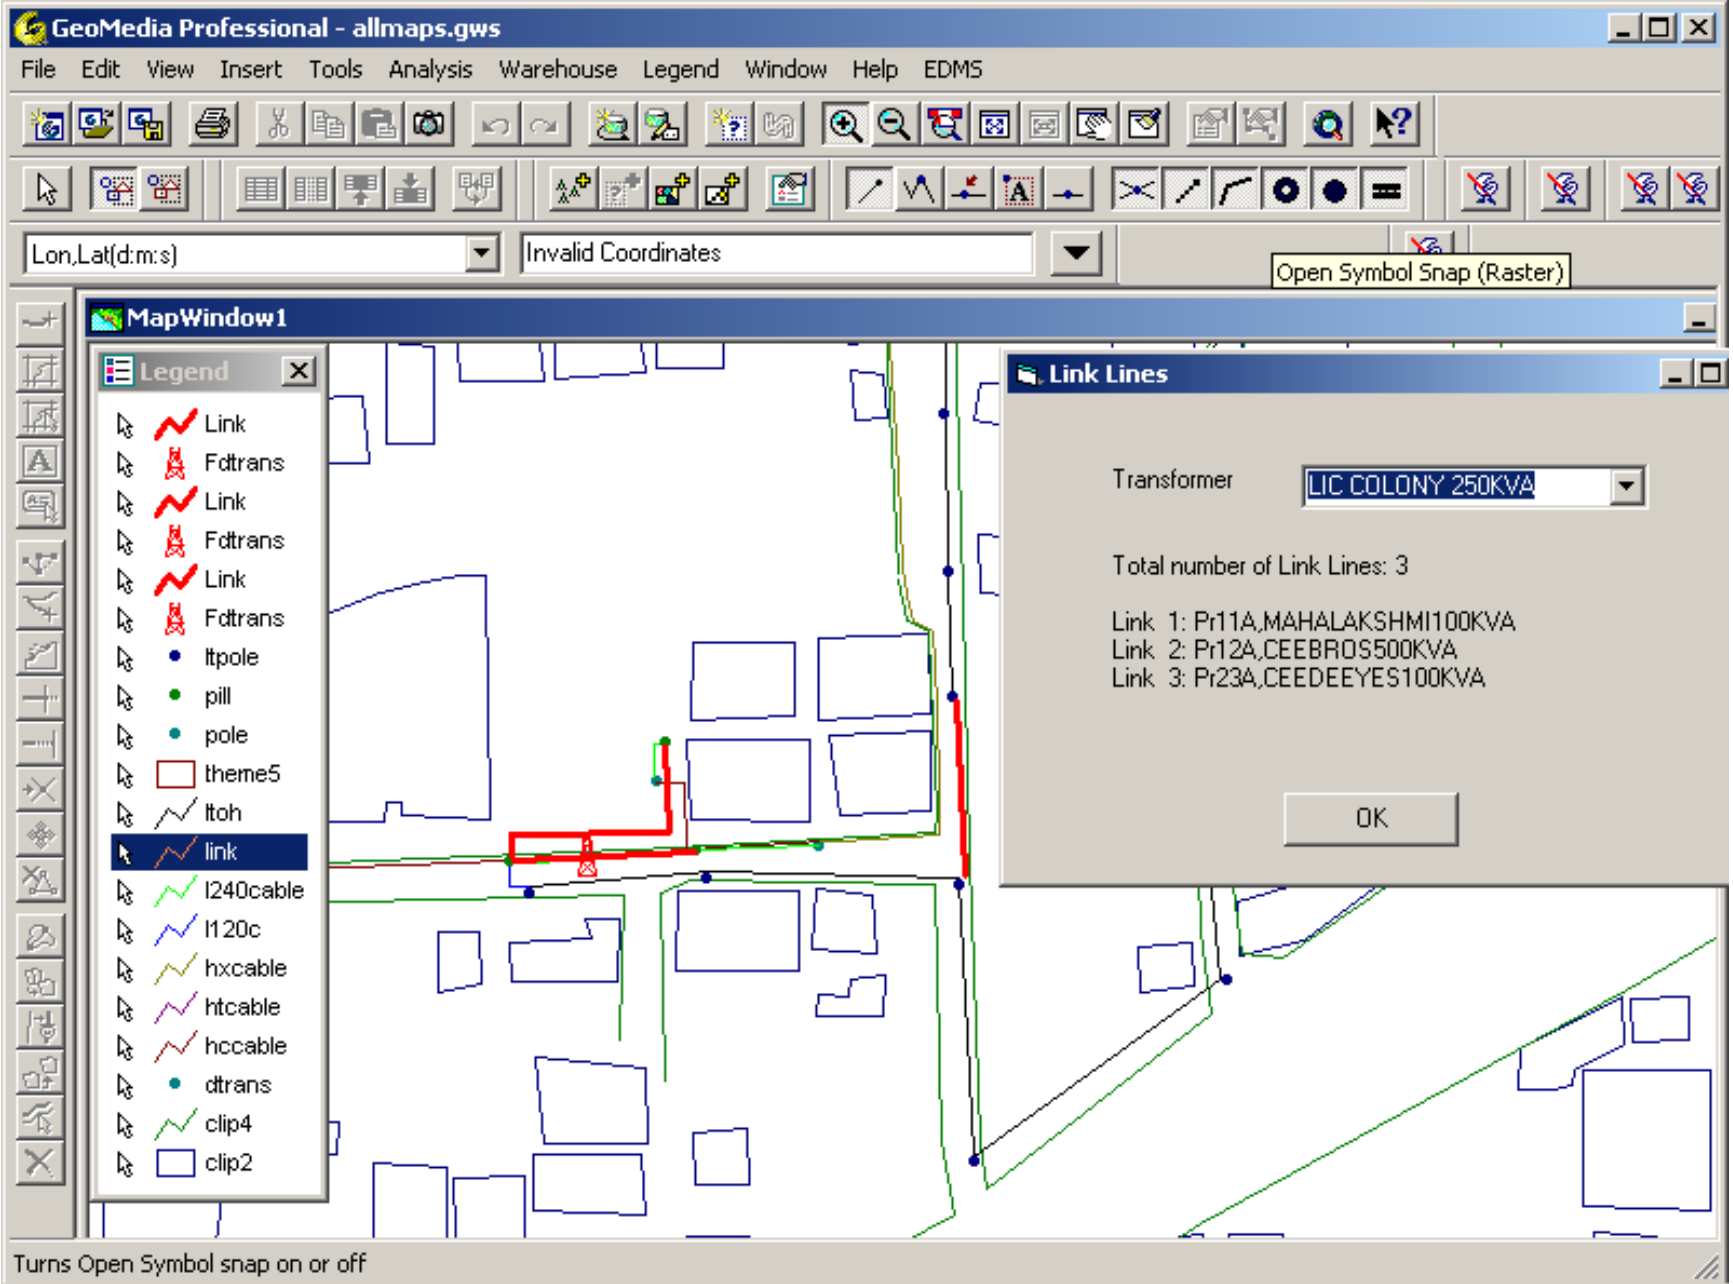 GeoMedia Professional - allmaps.gws
File Edit View Insert Tools Analysis Warehouse Legend Window Help EDMS
Lon,Lat(d:m:s)
Invalid Coordinates
Open Symbol Snap (Raster)
MapWindow1
Legend
Link
Fdtrans
Link
Fdtrans
Link
Fdtrans
ltpole
pill
pole
theme5
ltoh
link
l240cable
l120c
hxcable
htcable
hccable
dtrans
clip4
clip2
Link Lines
Transformer
LIC COLONY 250KVA
Total number of Link Lines: 3
Link 1: Pr11A,MAHALAKSHMI100KVA
Link 2: Pr12A,CEEBROS500KVA
Link 3: Pr23A,CEEDEEYES100KVA
OK
Turns Open Symbol snap on or off